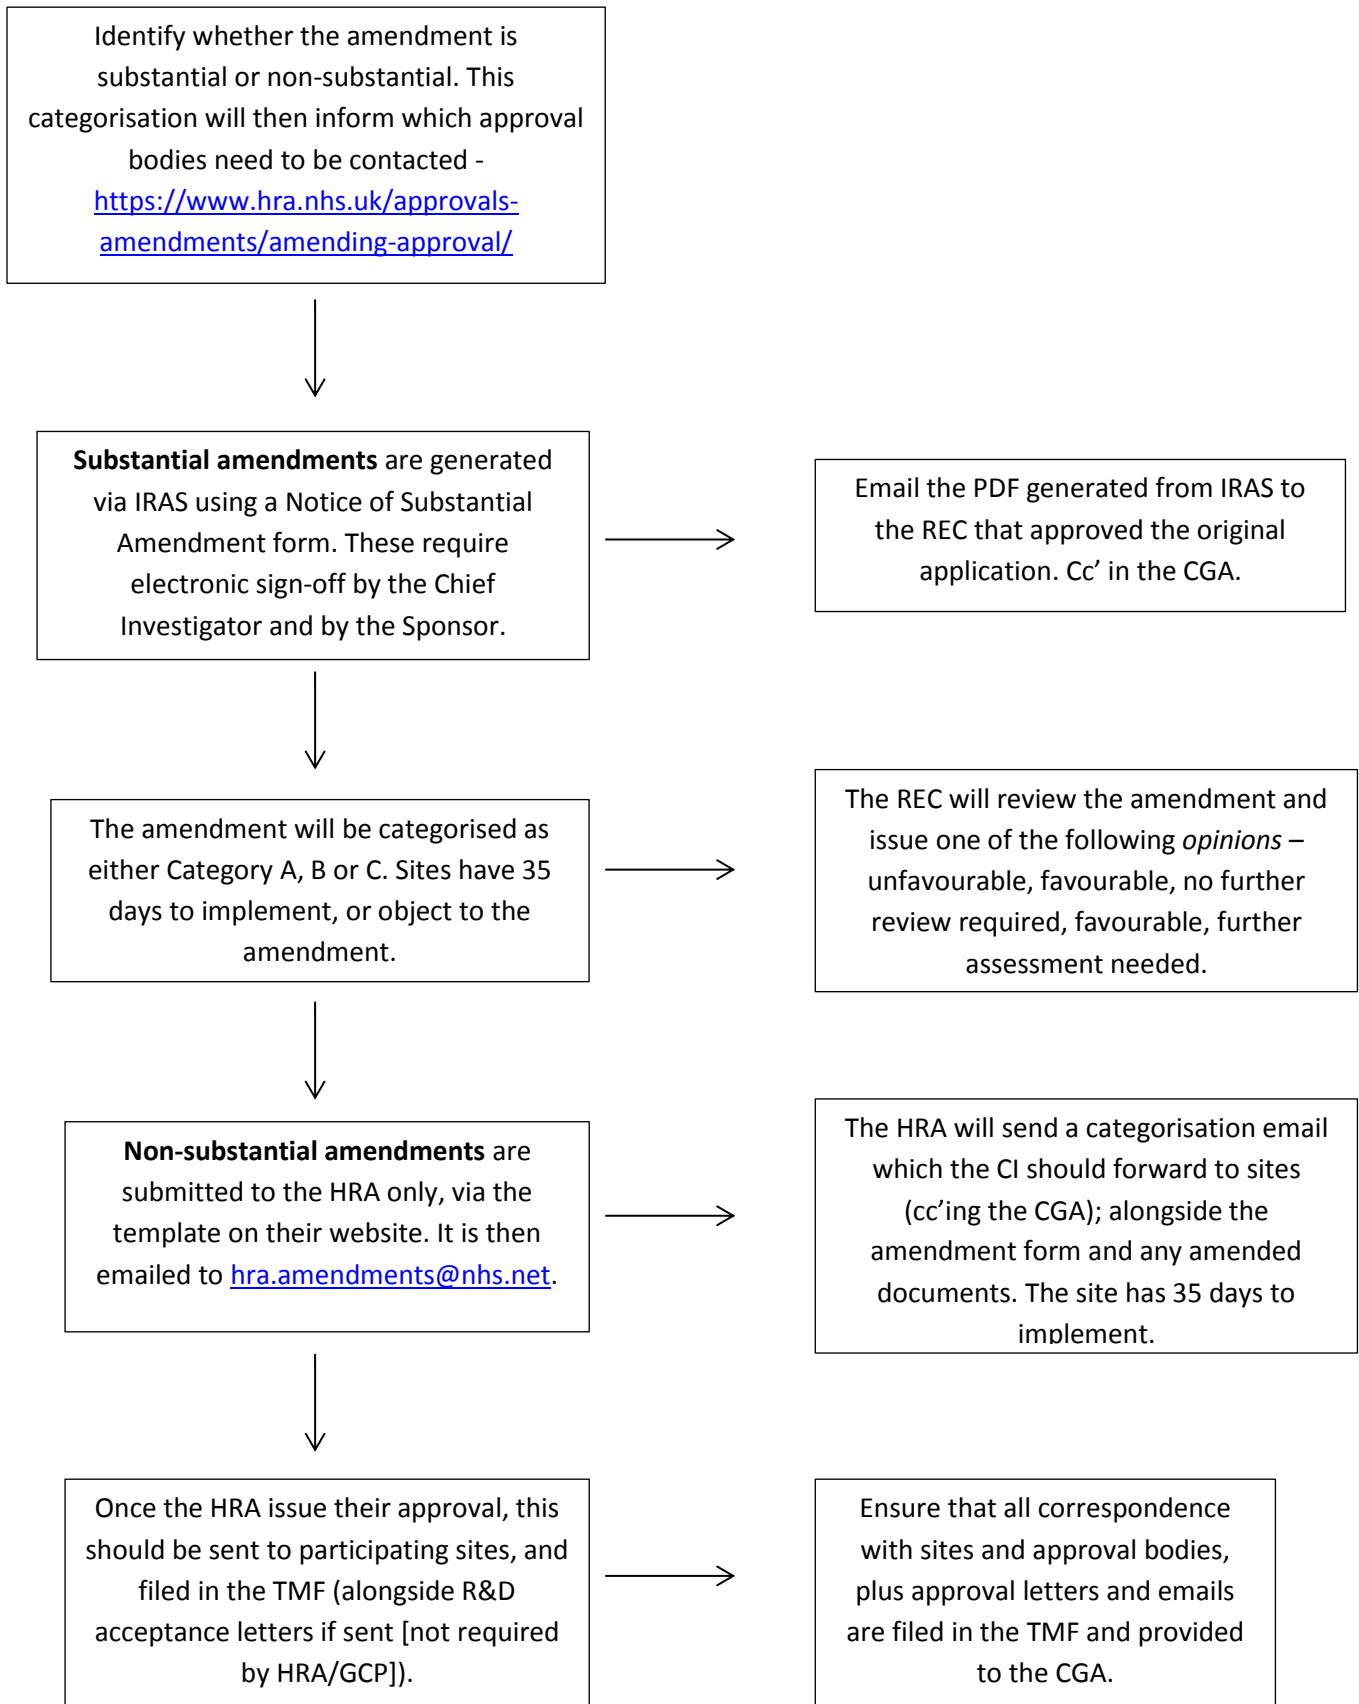 Identify whether the amendment is
substantial or non-substantial. This
categorisation will then inform which approval
bodies need to be contacted -
https://www.hra.nhs.uk/approvals-
amendments/amending-approval/
Substantial amendments are generated
via IRAS using a Notice of Substantial
Amendment form. These require
electronic sign-off by the Chief
Investigator and by the Sponsor.
Email the PDF generated from IRAS to
the REC that approved the original
application. Cc’ in the CGA.
The amendment will be categorised as
either Category A, B or C. Sites have 35
days to implement, or object to the
amendment.
The REC will review the amendment and
issue one of the following opinions –
unfavourable, favourable, no further
review required, favourable, further
assessment needed.
Non-substantial amendments are
submitted to the HRA only, via the
template on their website. It is then
emailed to hra.amendments@nhs.net.
The HRA will send a categorisation email
which the CI should forward to sites
(cc’ing the CGA); alongside the
amendment form and any amended
documents. The site has 35 days to
implement.
Once the HRA issue their approval, this
should be sent to participating sites, and
filed in the TMF (alongside R&D
acceptance letters if sent [not required
by HRA/GCP]).
Ensure that all correspondence
with sites and approval bodies,
plus approval letters and emails
are filed in the TMF and provided
to the CGA.